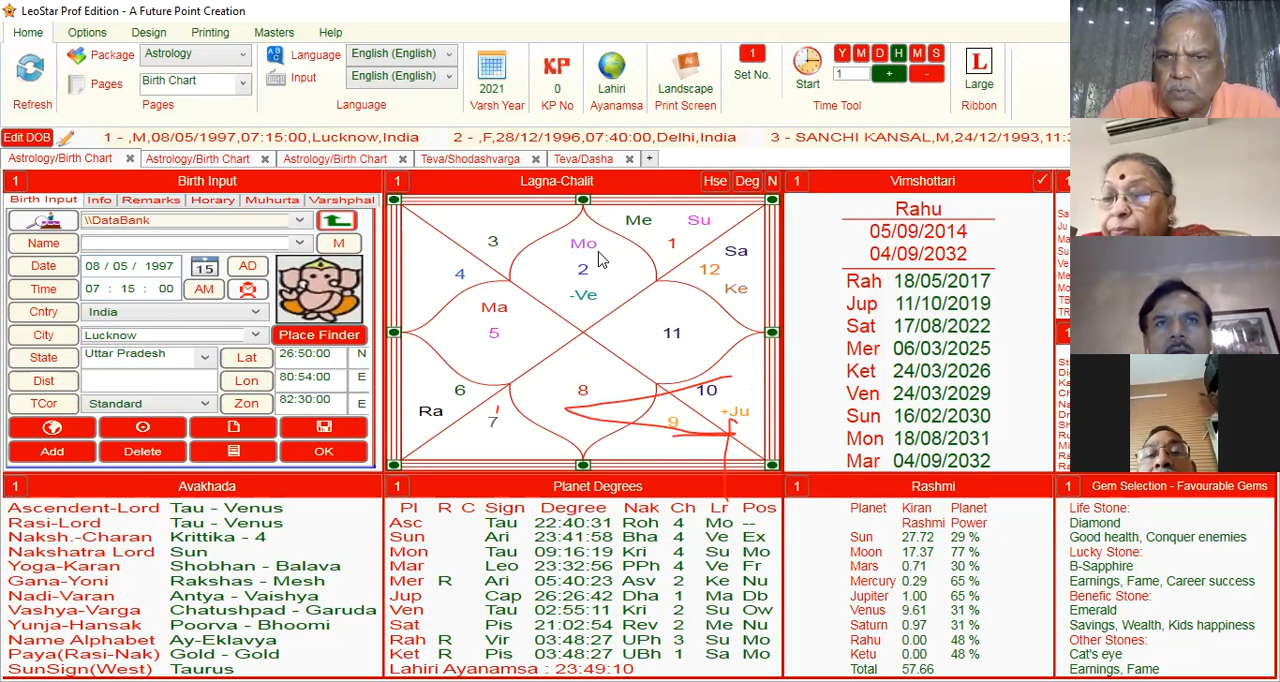 LeoStar Prof Edition - A Future Point Creation
Home Options Design Printing Masters Help
Refresh
Package Astrology
Pages Birth Chart
Pages
Language English (English)
Input English (English)
Language
2021
Varsh Year
KP
0
KP No
Lahiri
Ayanamsa
Landscape
Print Screen
1
Set No.
Start
Y M D H M S
1 + -
Time Tool
L
Large
Ribbon
Edit DOB 1 - ,M,08/05/1997,07:15:00,Lucknow,India 2 - ,F,28/12/1996,07:40:00,Delhi,India 3 - SANCHI KANSAL,M,24/12/1993,11:3
Astrology/Birth Chart Astrology/Birth Chart Astrology/Birth Chart Teva/Shodashvarga Teva/Dasha +
1 Birth Input
Birth Input Info Remarks Horary Muhurta Varshphal
\\DataBank
Name M
Date 08 / 05 / 1997 15 AD
Time 07 : 15 : 00 AM
Cntry India
City Lucknow Place Finder
State Uttar Pradesh Lat 26:50:00 N
Dist Lon 80:54:00 E
TCor Standard Zon 82:30:00 E
Add Delete OK
1 Lagna-Chalit Hse Deg N
Me Su
3 Mo 1
Sa
4 2 12
Ke
-Ve
Ma
5 11
6 8 10
Ra +Ju
7 9
1 Vimshottari
Rahu
05/09/2014
04/09/2032
Rah 18/05/2017
Jup 11/10/2019
Sat 17/08/2022
Mer 06/03/2025
Ket 24/03/2026
Ven 24/03/2029
Sun 16/02/2030
Mon 18/08/2031
Mar 04/09/2032
1 Avakhada
Ascendent-Lord Tau - Venus
Rasi-Lord Tau - Venus
Naksh.-Charan Krittika - 4
Nakshatra Lord Sun
Yoga-Karan Shobhan - Balava
Gana-Yoni Rakshas - Mesh
Nadi-Varan Antya - Vaishya
Vashya-Varga Chatushpad - Garuda
Yunja-Hansak Poorva - Bhoomi
Name Alphabet Ay-Eklavya
Paya(Rasi-Nak) Gold - Gold
SunSign(West) Taurus
1 Planet Degrees
Pl R C Sign Degree Nak Ch Lr Pos
Asc Tau 22:40:31 Roh 4 Mo --
Sun Ari 23:41:58 Bha 4 Ve Ex
Mon Tau 09:16:19 Kri 4 Su Mo
Mar Leo 23:32:56 PPh 4 Ve Fr
Mer R Ari 05:40:23 Asv 2 Ke Nu
Jup Cap 26:26:42 Dha 1 Ma Db
Ven Tau 02:55:11 Kri 2 Su Ow
Sat Pis 21:02:54 Rev 2 Me Nu
Rah R Vir 03:48:27 UPh 3 Su Mo
Ket R Pis 03:48:27 UBh 1 Sa Mo
Lahiri Ayanamsa : 23:49:10
1 Rashmi
Planet Kiran Planet
Rashmi Power
Sun 27.72 29 %
Moon 17.37 77 %
Mars 0.71 30 %
Mercury 0.29 65 %
Jupiter 1.00 65 %
Venus 9.61 31 %
Saturn 0.97 31 %
Rahu 0.00 48 %
Ketu 0.00 48 %
Total 57.66
1 Gem Selection - Favourable Gems
Life Stone:
Diamond
Good health, Conquer enemies
Lucky Stone:
B-Sapphire
Earnings, Fame, Career success
Benefic Stone:
Emerald
Savings, Wealth, Kids happiness
Other Stones:
Cat's eye
Earnings, Fame